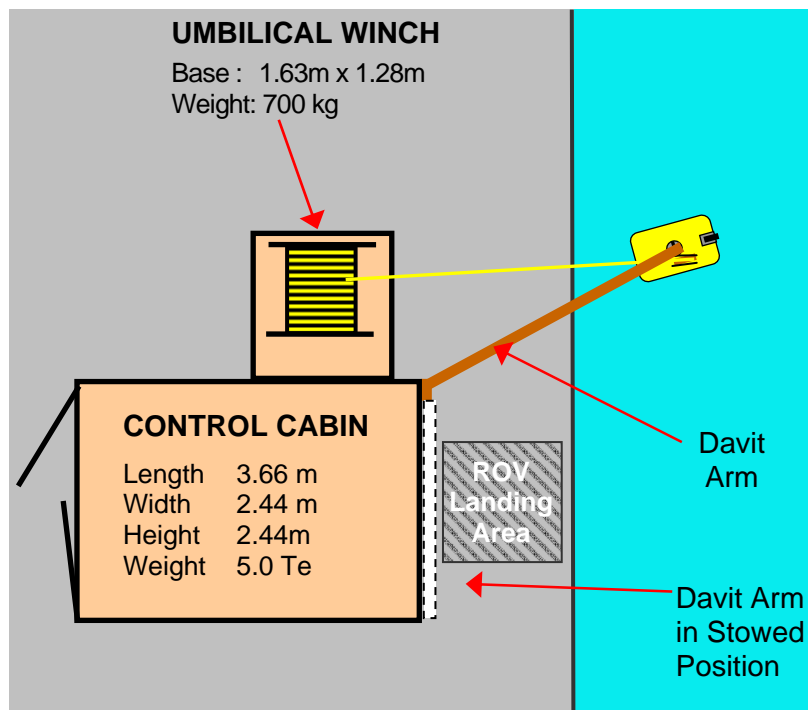 UMBILICAL WINCH
Base : 1.63m x 1.28m
Weight: 700 kg
CONTROL CABIN
Length 3.66 m
Width 2.44 m
Height 2.44m
Weight 5.0 Te
ROV
Landing
Area
Davit
Arm
Davit Arm
in Stowed
Position